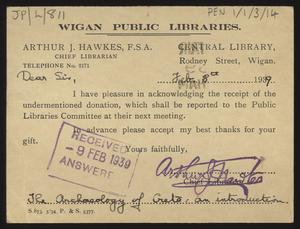 JP/L/811
PEN 1/1/3/14
WIGAN PUBLIC LIBRARIES.
ARTHUR J. HAWKES, F.S.A.
CHIEF LIBRARIAN
TELEPHONE No. 2171
CENTRAL LIBRARY,
Rodney Street, Wigan.
Dear Sir,
Feb. 8th 1939
I have pleasure in acknowledging the receipt of the
undermentioned donation, which shall be reported to the Public
Libraries Committee at their next meeting.
In advance please accept my best thanks for your
gift.
Yours faithfully,
RECEIVED
- 9 FEB 1939
ANSWERED
Arthur J. Hawkes
Chief Librarian
The Archaeology of Crete: an introduction